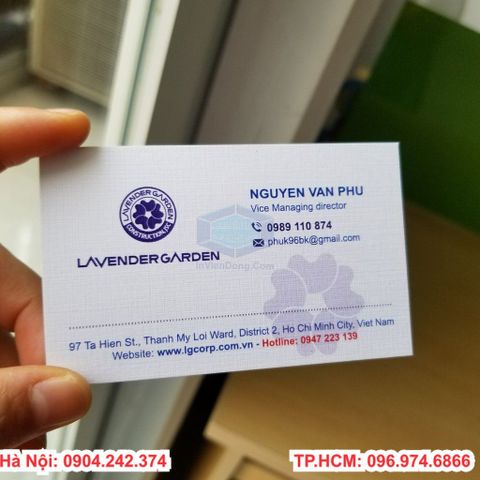 LAVENDER GARDEN
CONSTRUCTION.,JSC
LAVENDERGARDEN
NGUYEN VAN PHU
Vice Managing director
0989 110 874
phuk96bk@gmail.com
InVienDong.Com
97 Ta Hien St., Thanh My Loi Ward, District 2, Ho Chi Minh City, Viet Nam
Website: www.lgcorp.com.vn - Hotline: 0947 223 139
Hà Nội: 0904.242.374
TP.HCM: 096.974.6866